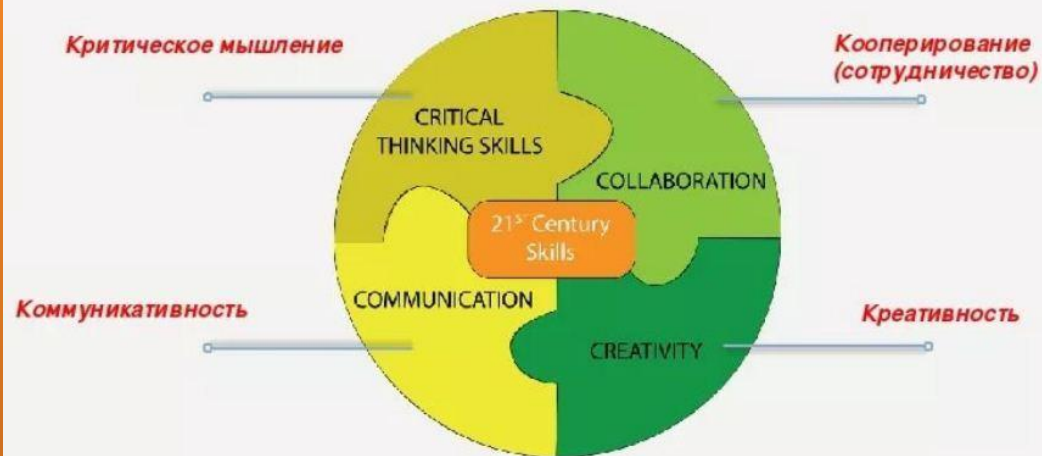 Критическое мышление
Кооперирование
(сотрудничество)
CRITICAL
THINKING SKILLS
COLLABORATION
21ST Century
Skills
COMMUNICATION
Коммуникативность
Креативность
CREATIVITY